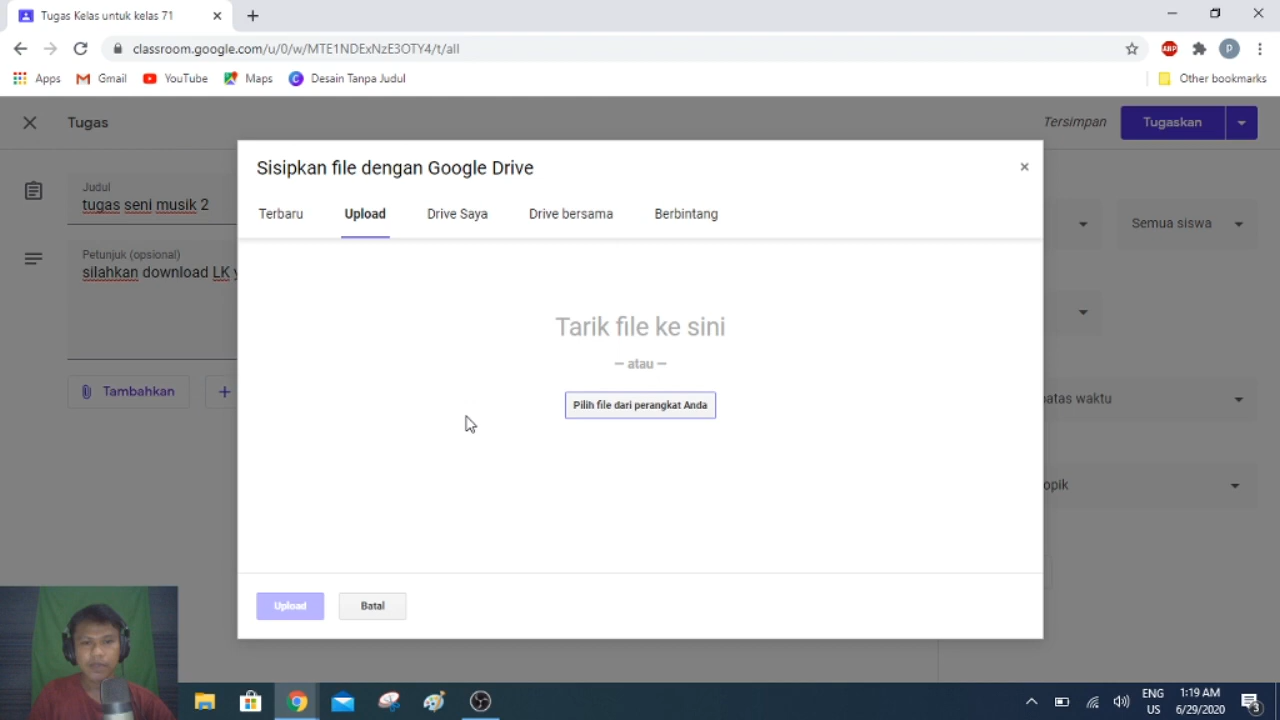 Tugas Kelas untuk kelas 71
classroom.google.com/u/0/w/MTE1NDExNzE3OTY4/t/all
ABP
P
Apps
Gmail
YouTube
Maps
C
Desain Tanpa Judul
Other bookmarks
Tugas
Tersimpan
Tugaskan
Judul
tugas seni musik 2
Petunjuk (opsional)
silahkan download LK
Tambahkan
Semua siswa
batas waktu
opik
Sisipkan file dengan Google Drive
Terbaru
Upload
Drive Saya
Drive bersama
Berbintang
Tarik file ke sini
— atau —
Pilih file dari perangkat Anda
Upload
Batal
ENG
US
1:19 AM
6/29/2020
3